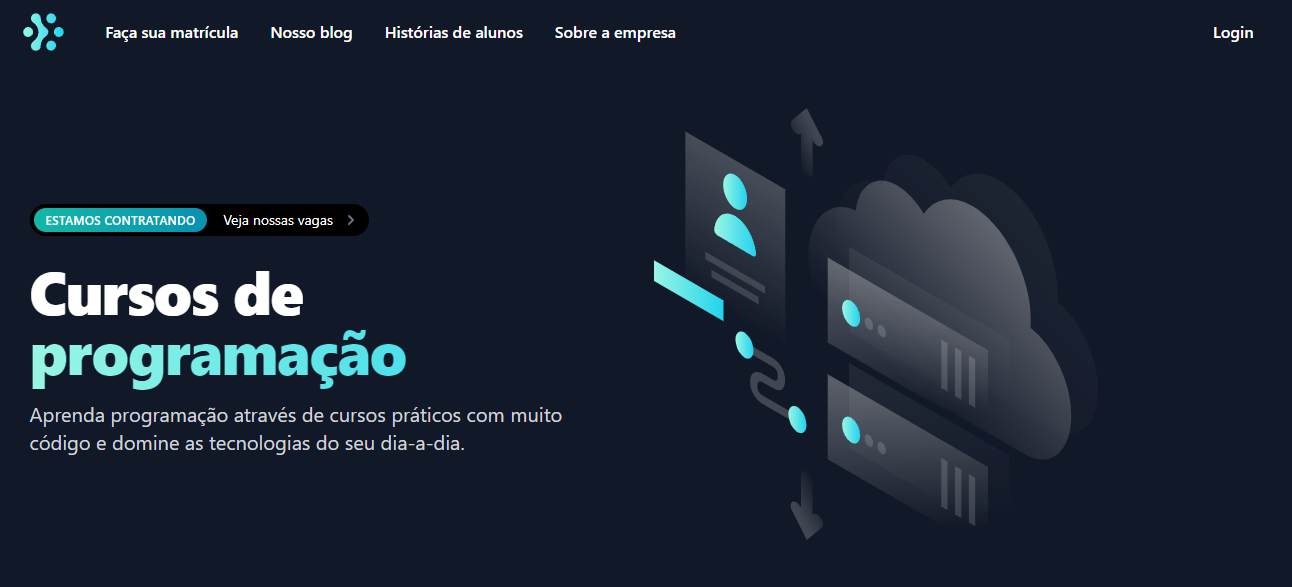 Faça sua matrícula Nosso blog Histórias de alunos Sobre a empresa Login
ESTAMOS CONTRATANDO Veja nossas vagas
Cursos de
programação
Aprenda programação através de cursos práticos com muito
código e domine as tecnologias do seu dia-a-dia.